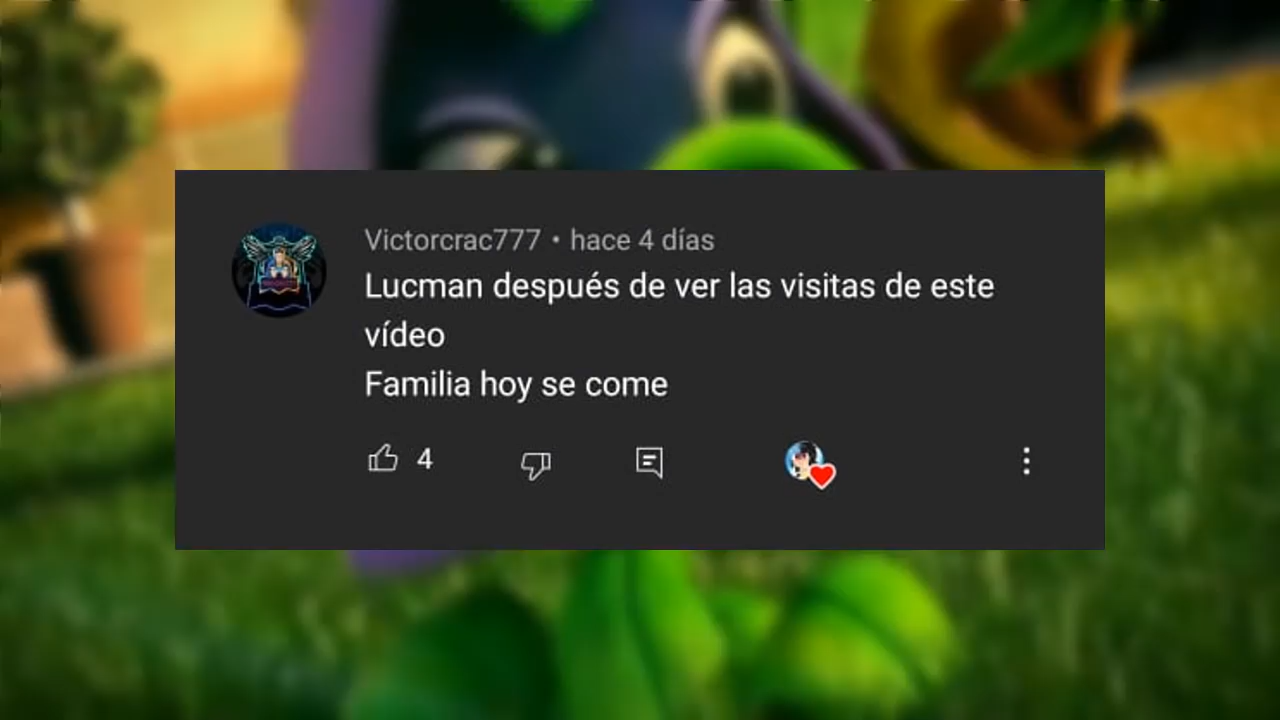 Victorcrac777 • hace 4 días
Lucman después de ver las visitas de este
vídeo
Familia hoy se come
4